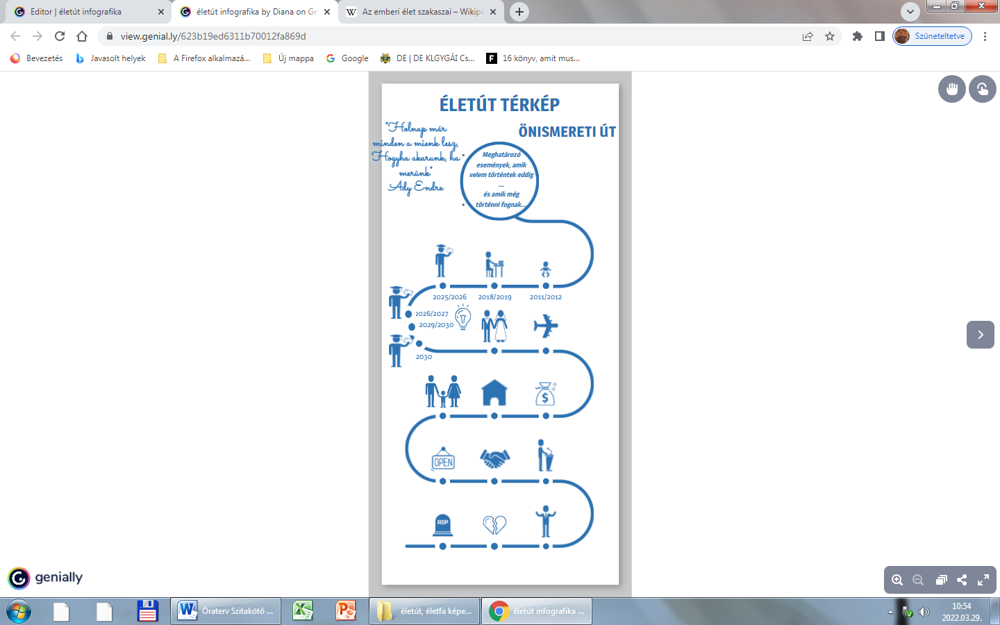 Editor | életút infografika
életút infografika by Diana on Ge
Az emberi élet szakaszai – Wikipé
view.genial.ly/623b19ed6311b70012fa869d
Szüneteltetve
Bevezetés
Javasolt helyek
A Firefox alkalmazá...
Új mappa
Google
DE | DE KLGYGÁI Cs...
16 könyv, amit mus...
ÉLETÚT TÉRKÉP
ÖNISMERETI ÚT
"Holnap már
minden a mienk lesz,
Hogyha akarunk, ha
merünk"
Ady Endre
Meghatározó
események, amik
velem történtek eddig
...
és amik még
történni fognak...
2025/2026
2018/2019
2011/2012
2026/2027
2029/2030
2030
$
OPEN
RIP
genially
Óraterv Szitakötő ...
életút, életfa képe...
életút infografika ...
10:54
2022.03.29.